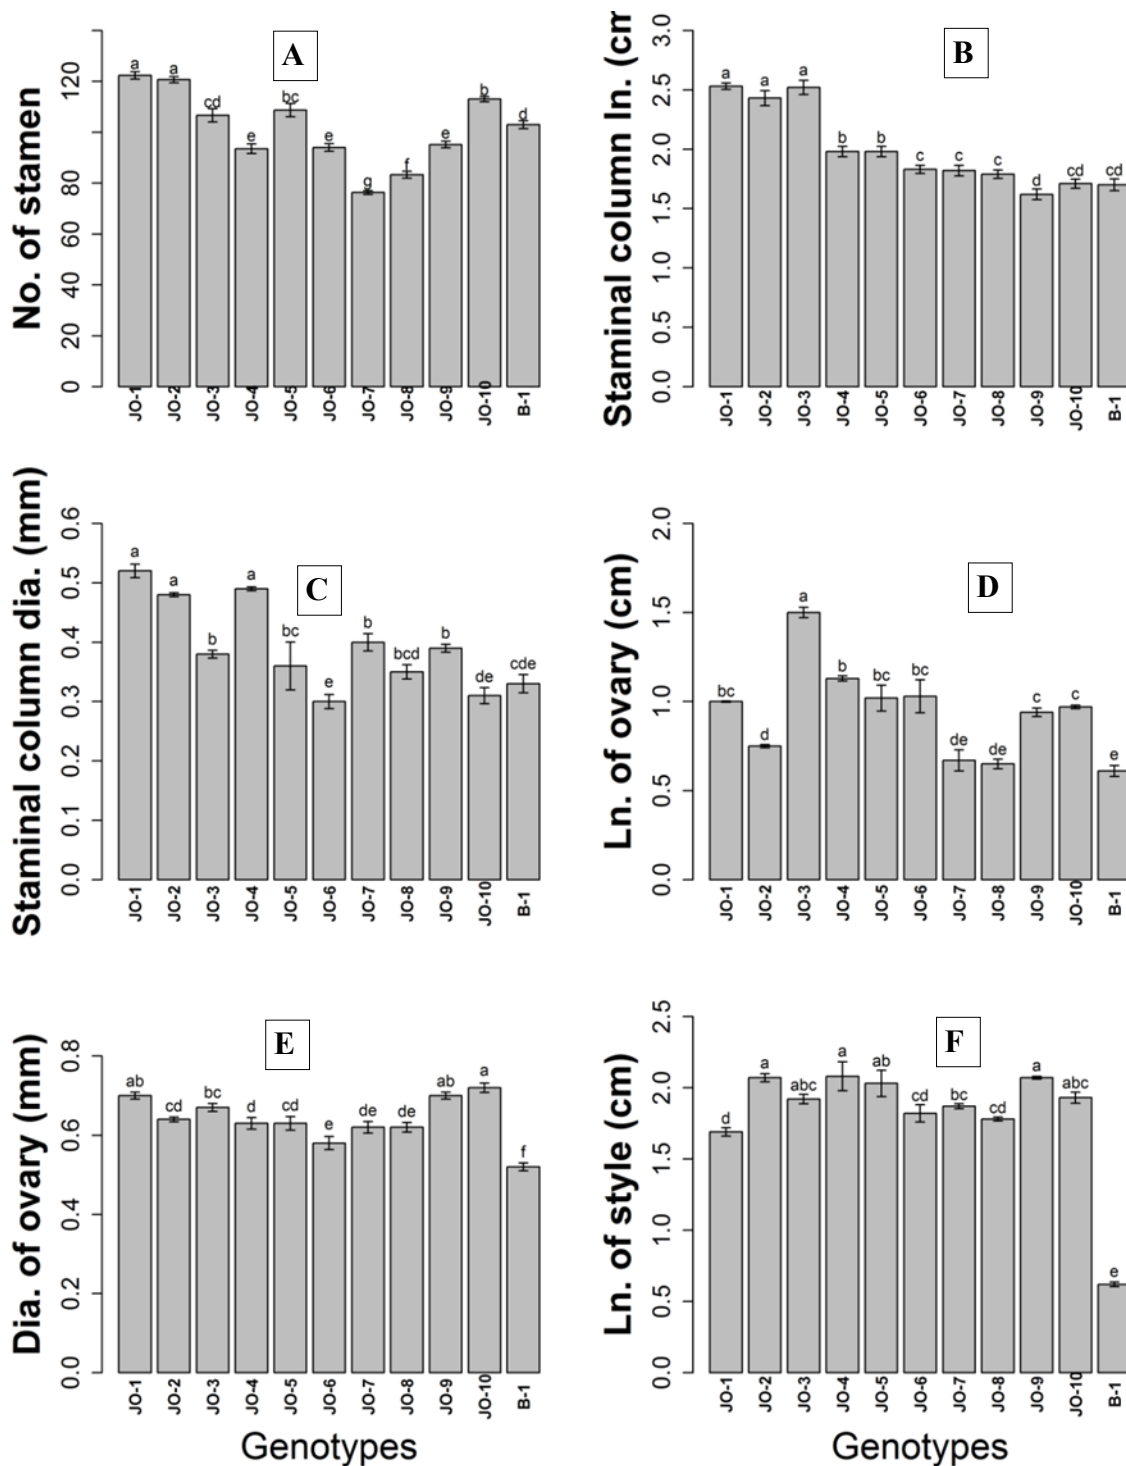 A
No. of stamen
0 20 40 60 80 120
a a cd e bc e g f e b d
JO-1 JO-2 JO-3 JO-4 JO-5 JO-6 JO-7 JO-8 JO-9 JO-10 B-1
B
Staminal column ln. (cm
0.0 0.5 1.0 1.5 2.0 2.5 3.0
a a a b b c c c d cd cd
JO-1 JO-2 JO-3 JO-4 JO-5 JO-6 JO-7 JO-8 JO-9 JO-10 B-1
C
Staminal column dia. (mm)
0.0 0.1 0.2 0.3 0.4 0.5 0.6
a a b a bc e b bcd b de cde
JO-1 JO-2 JO-3 JO-4 JO-5 JO-6 JO-7 JO-8 JO-9 JO-10 B-1
D
Ln. of ovary (cm)
0.0 0.5 1.0 1.5 2.0
bc d a b bc bc de de c c e
JO-1 JO-2 JO-3 JO-4 JO-5 JO-6 JO-7 JO-8 JO-9 JO-10 B-1
E
Dia. of ovary (mm)
0.0 0.2 0.4 0.6 0.8
ab cd bc d cd e de de ab a f
JO-1 JO-2 JO-3 JO-4 JO-5 JO-6 JO-7 JO-8 JO-9 JO-10 B-1
Genotypes
F
Ln. of style (cm)
0.0 0.5 1.0 1.5 2.0 2.5
d a abc a ab cd bc cd a abc e
JO-1 JO-2 JO-3 JO-4 JO-5 JO-6 JO-7 JO-8 JO-9 JO-10 B-1
Genotypes